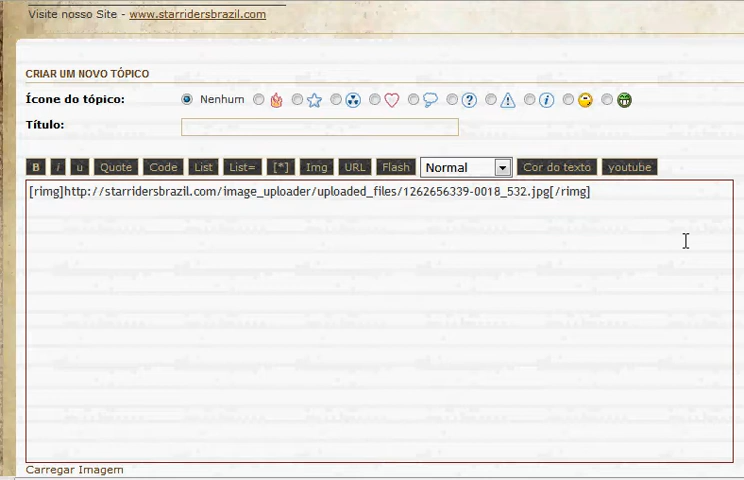 Visite nosso Site - www.starridersbrazil.com
CRIAR UM NOVO TÓPICO
Ícone do tópico: Nenhum
Título:
B i u Quote Code List List= [*] Img URL Flash Normal Cor do texto youtube
[rimg]http://starridersbrazil.com/image_uploader/uploaded_files/1262656339-0018_532.jpg[/rimg]
Carregar Imagem